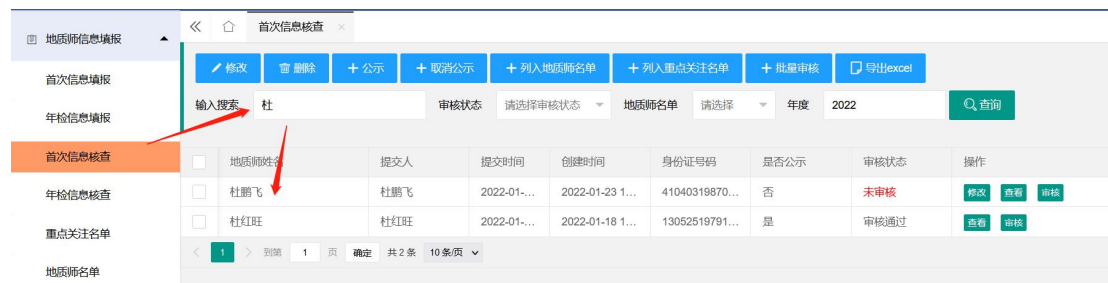 地质师信息填报
首次信息核查
首次信息填报
修改 删除 公示 取消公示 列入地质师名单 列入重点关注名单 批量审核 导出excel
输入搜索 杜 审核状态 请选择审核状态 地质师名单 请选择 年度 2022 查询
年检信息填报
首次信息核查
地质师姓名 提交人 提交时间 创建时间 身份证号码 是否公示 审核状态 操作
年检信息核查
杜鹏飞 杜鹏飞 2022-01-... 2022-01-23 1... 41040319870... 否 未审核 修改 查看 审核
重点关注名单
杜红旺 杜红旺 2022-01-... 2022-01-18 1... 13052519791... 是 审核通过 查看 审核
1 到第 1 页 确定 共 2 条 10 条/页
地质师名单